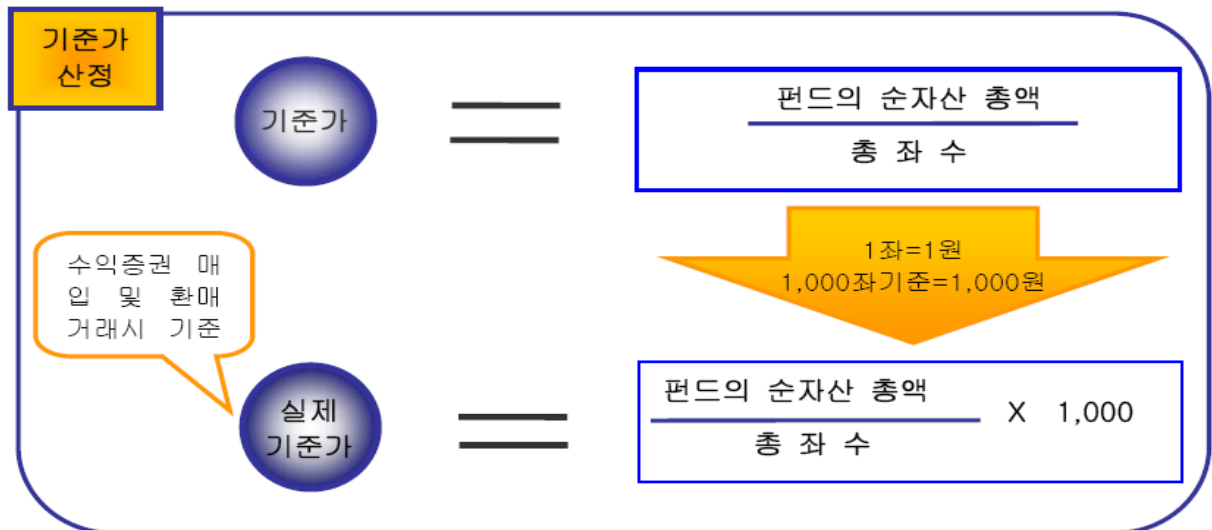 기준가
산정
기준가
펀드의 순자산 총액
총 좌 수
1좌=1원
1,000좌기준=1,000원
수익증권 매
입 및 환매
거래시 기준
실제
기준가
펀드의 순자산 총액
총 좌 수
X 1,000